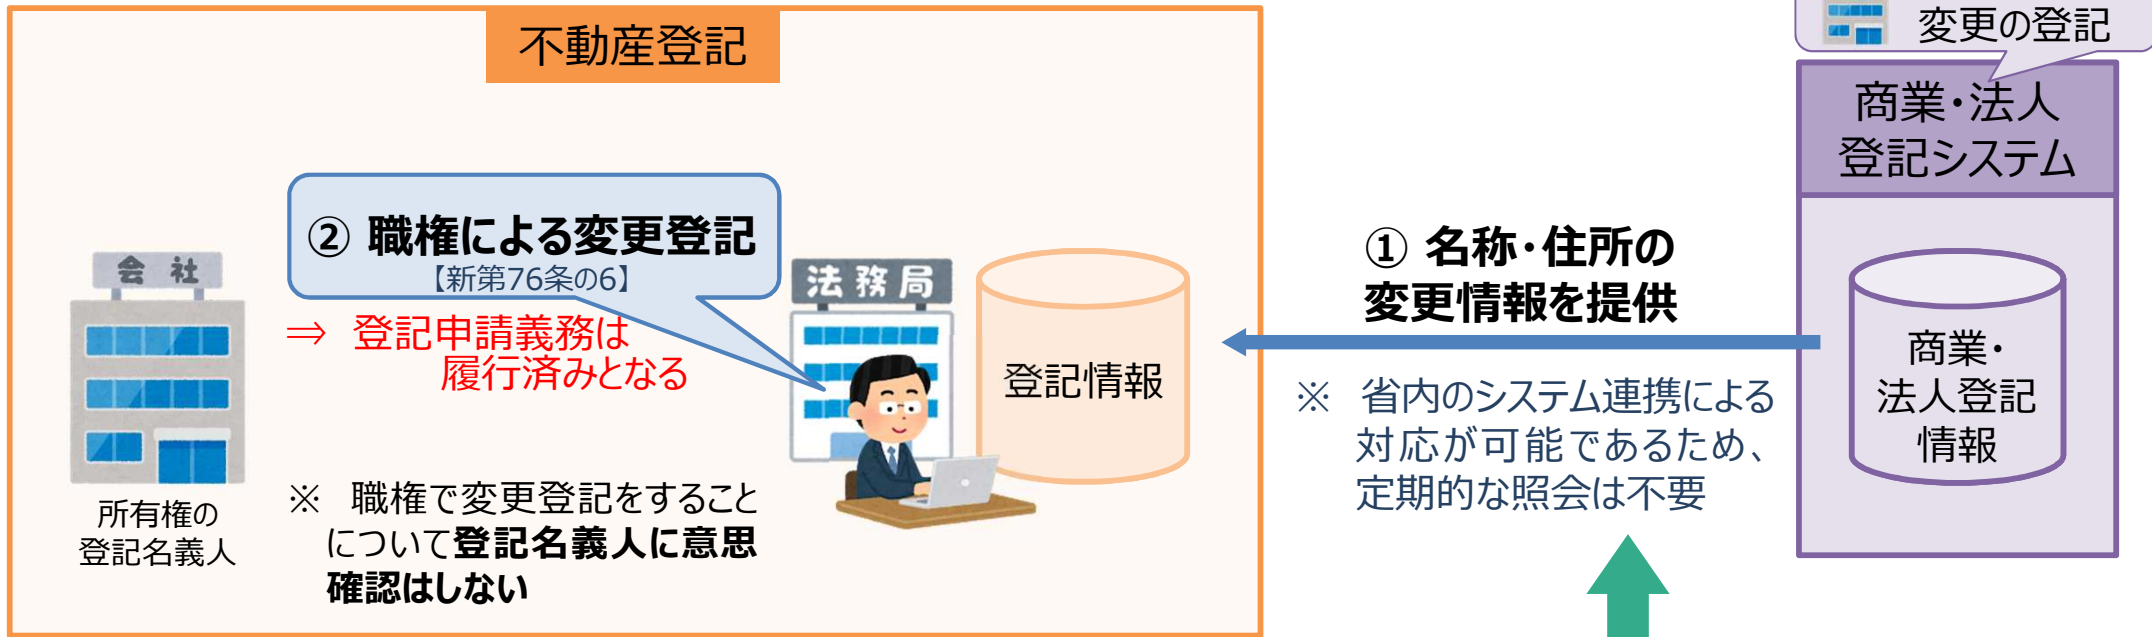 不動産登記
変更の登記
商業・法人
登記システム
② 職権による変更登記
【新第76条の6】
⇒ 登記申請義務は
履行済みとなる
会社
所有権の
登記名義人
※ 職権で変更登記をすること
について登記名義人に意思
確認はしない
法務局
登記情報
① 名称・住所の
変更情報を提供
※ 省内のシステム連携による
対応が可能であるため、
定期的な照会は不要
商業・
法人登記
情報